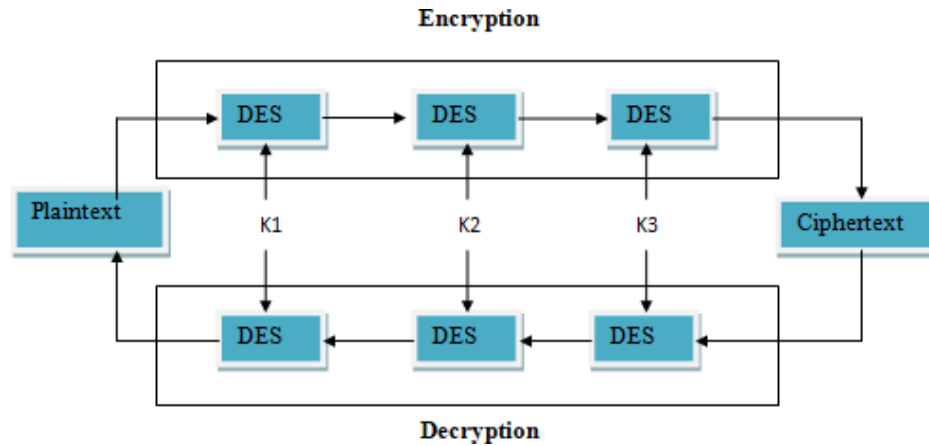 Encryption
DES DES DES
Plaintext K1 K2 K3 Ciphertext
DES DES DES
Decryption